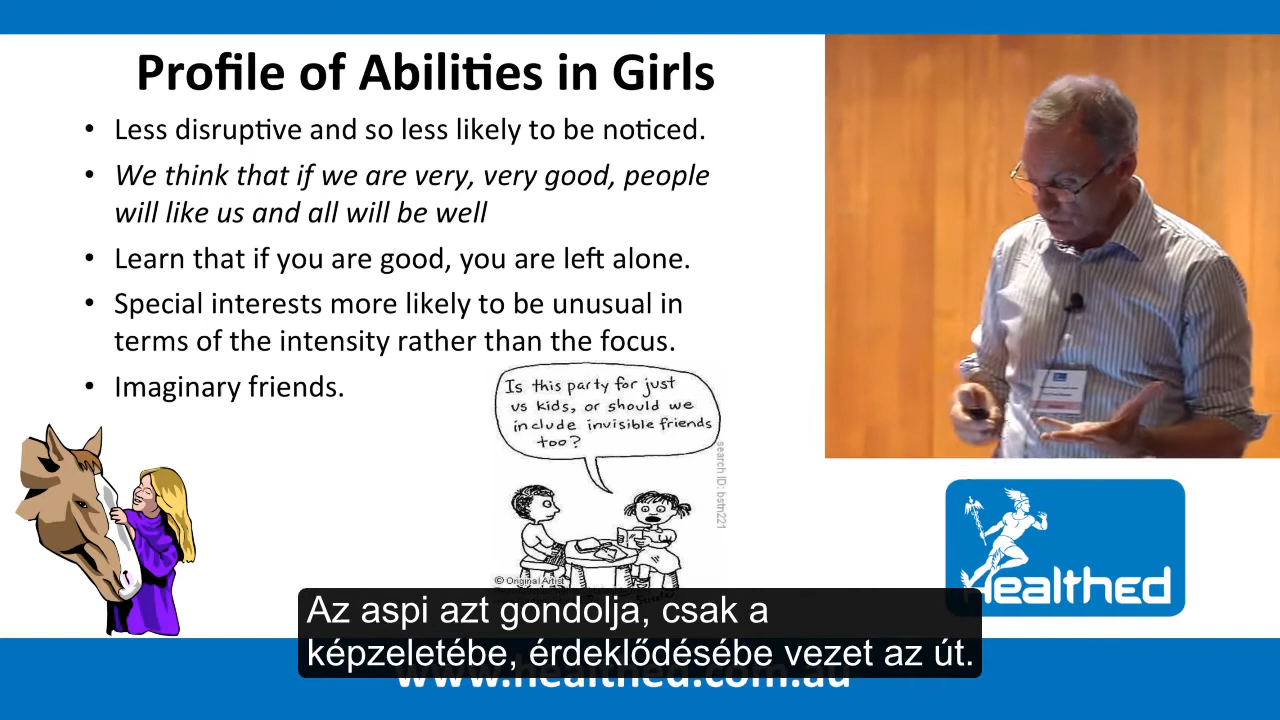 Profile of Abilities in Girls
• Less disruptive and so less likely to be noticed.
• We think that if we are very, very good, people
will like us and all will be well
• Learn that if you are good, you are left alone.
• Special interests more likely to be unusual in
terms of the intensity rather than the focus.
• Imaginary friends.
Is this party for just
us kids, or should we
include invisible friends
too?
search ID: bstn221
© Original Artist
HealthEd
Az aspi azt gondolja, csak a
képzeletébe, érdeklődésébe vezet az út.
www.healthed.com.au